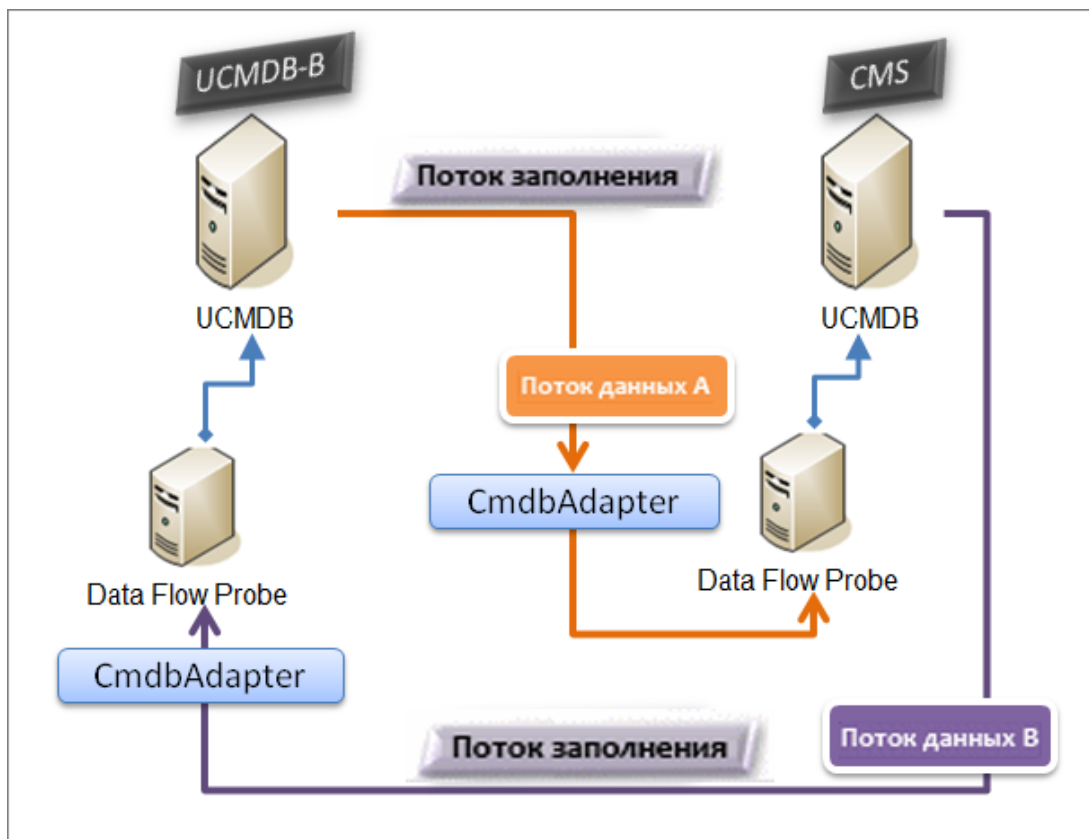 UCMDB-B
CMS
Поток заполнения
UCMDB
UCMDB
Поток данных А
CmdbAdapter
Data Flow Probe
Data Flow Probe
CmdbAdapter
Поток данных В
Поток заполнения